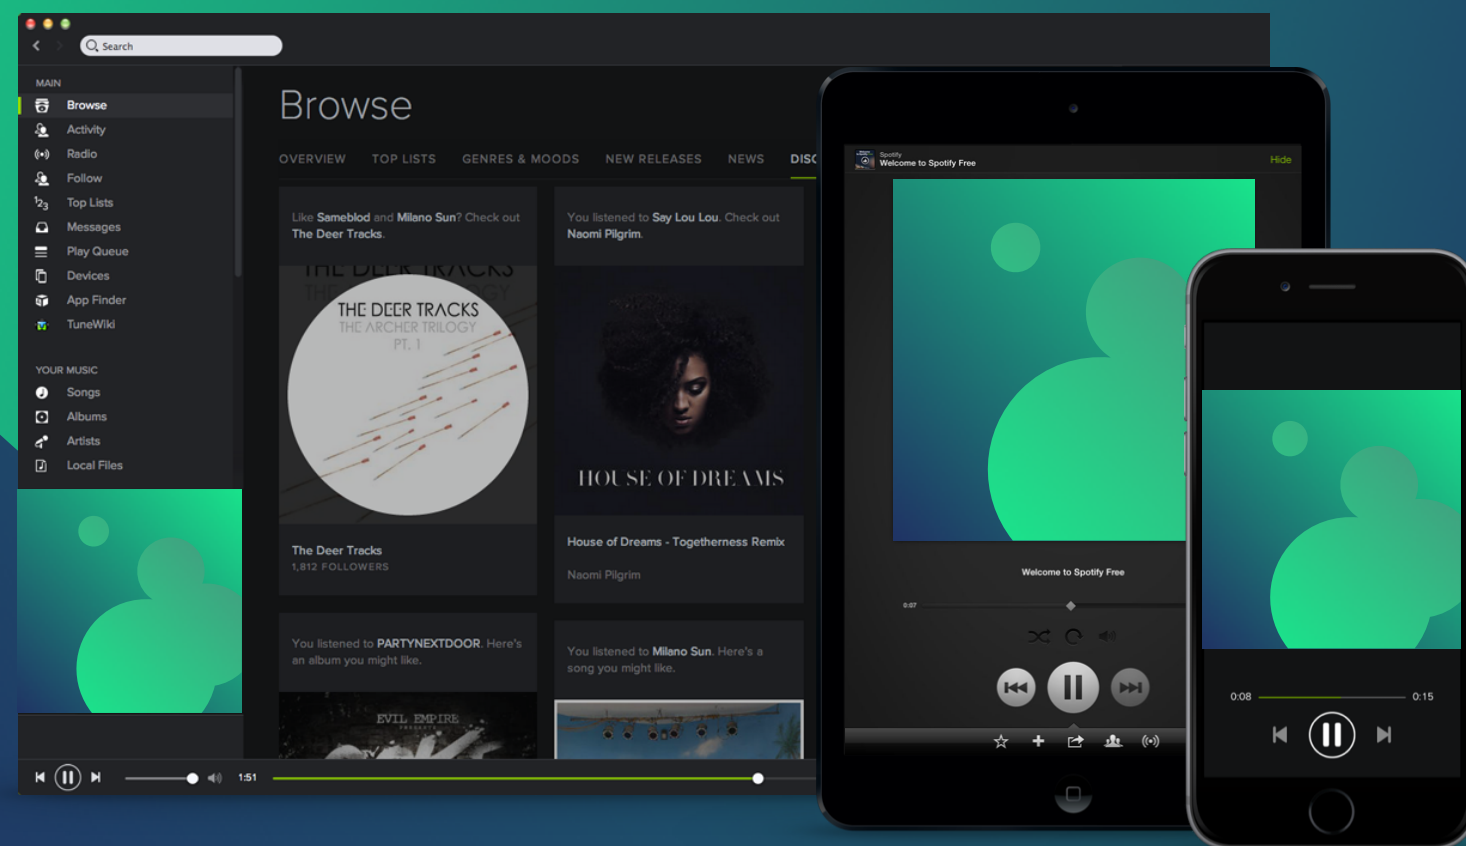 Search
MAIN
Browse
Activity
Radio
Follow
Top Lists
Messages
Play Queue
Devices
App Finder
TuneWiki
YOUR MUSIC
Songs
Albums
Artists
Local Files
1:51
Browse
OVERVIEW TOP LISTS GENRES & MOODS NEW RELEASES NEWS DISC
Like Sameblod and Milano Sun? Check out
The Deer Tracks.
THE DEER TRACKS
THE DEER TRACKS
THE ARCHER TRILOGY
PT. 1
The Deer Tracks
1,812 FOLLOWERS
You listened to PARTYNEXTDOOR. Here's
an album you might like.
EVIL EMPIRE
PRESENTS
You listened to Say Lou Lou. Check out
Naomi Pilgrim.
HOUSE OF DREAMS
House of Dreams - Togetherness Remix
Naomi Pilgrim
You listened to Milano Sun. Here's a
song you might like.
Spotify
Welcome to Spotify Free
Hide
Welcome to Spotify Free
0:07
0:08 0:15